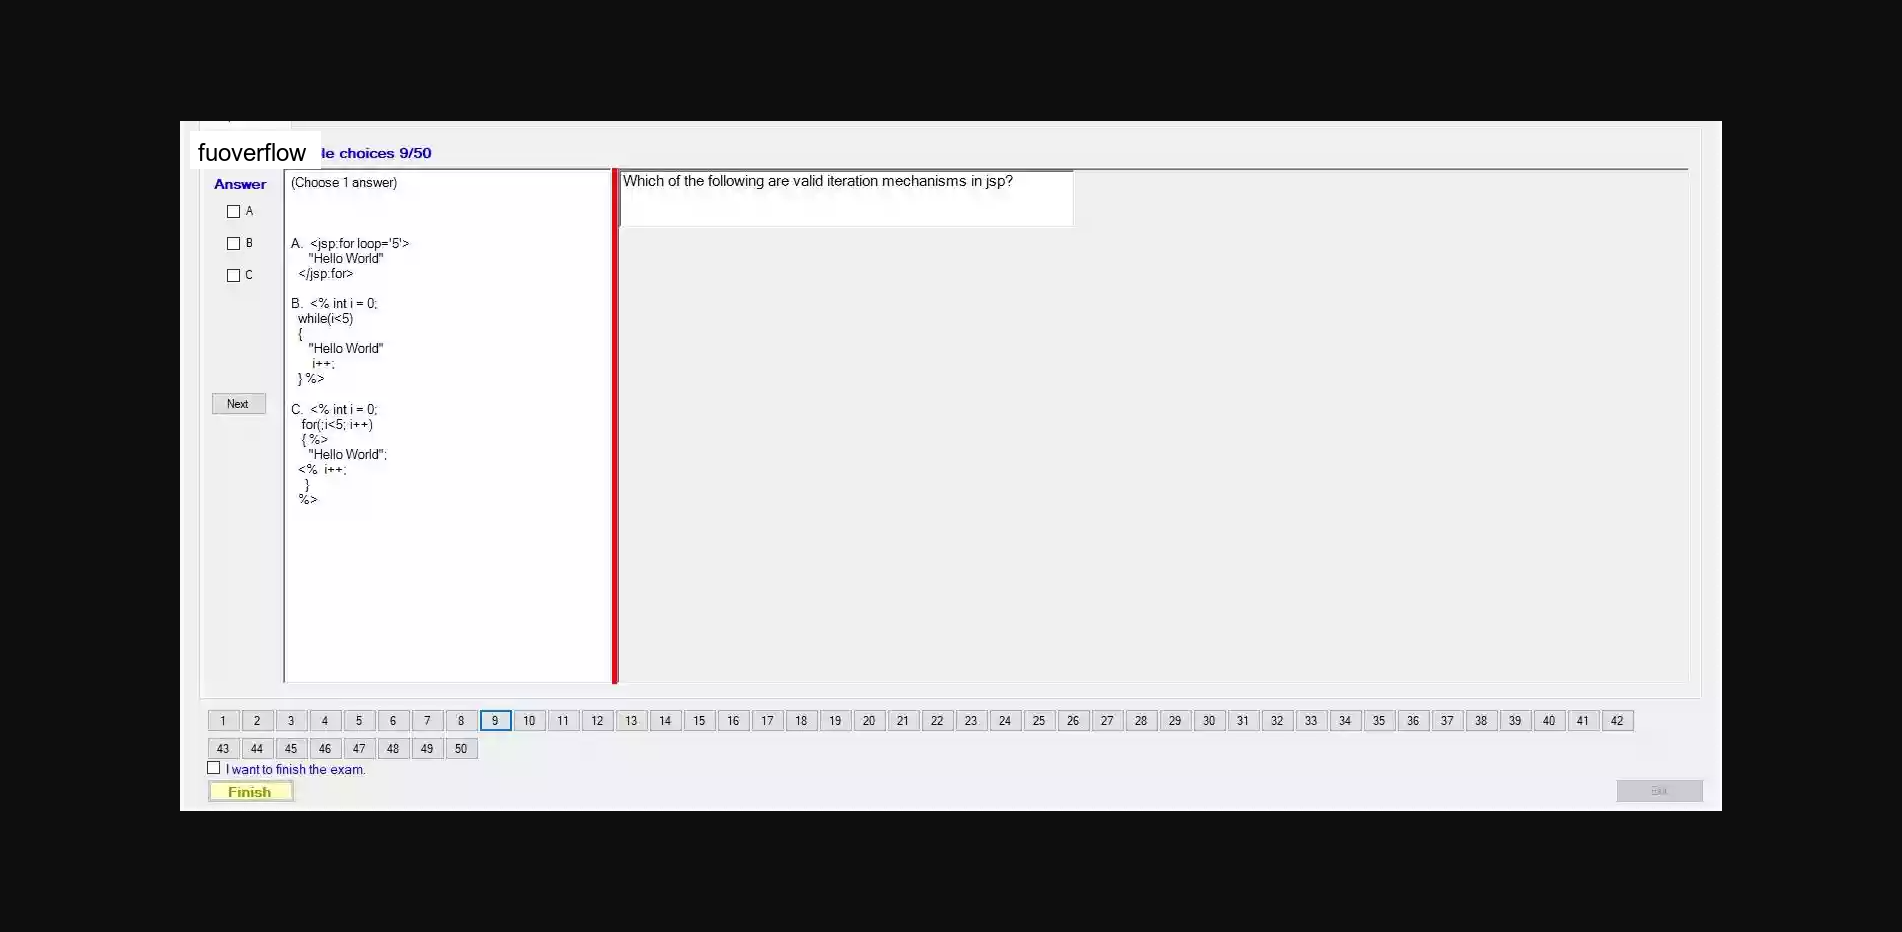 fuoverflow
le choices 9/50
Answer
A
B
C
Next
(Choose 1 answer)
A. <jsp:for loop='5'>
"Hello World"
</jsp:for>
B. <% int i = 0;
while(i<5)
{
"Hello World"
i++;
} %>
C. <% int i = 0;
for(;i<5; i++)
{ %>
"Hello World";
<% i++;
}
%>
Which of the following are valid iteration mechanisms in jsp?
1 2 3 4 5 6 7 8 9 10 11 12 13 14 15 16 17 18 19 20 21 22 23 24 25 26 27 28 29 30 31 32 33 34 35 36 37 38 39 40 41 42
43 44 45 46 47 48 49 50
I want to finish the exam.
Finish
Exit